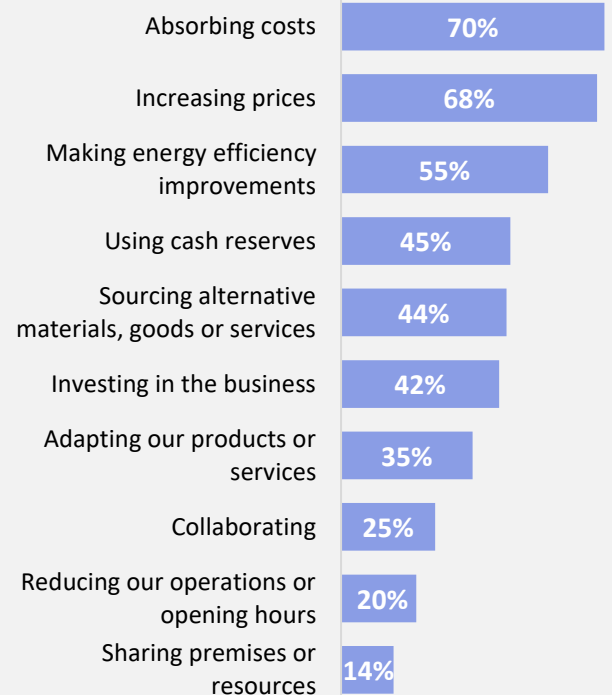 Absorbing costs 70%
Increasing prices 68%
Making energy efficiency
improvements 55%
Using cash reserves 45%
Sourcing alternative
materials, goods or services 44%
Investing in the business 42%
Adapting our products or
services 35%
Collaborating 25%
Reducing our operations or
opening hours 20%
Sharing premises or
resources 14%